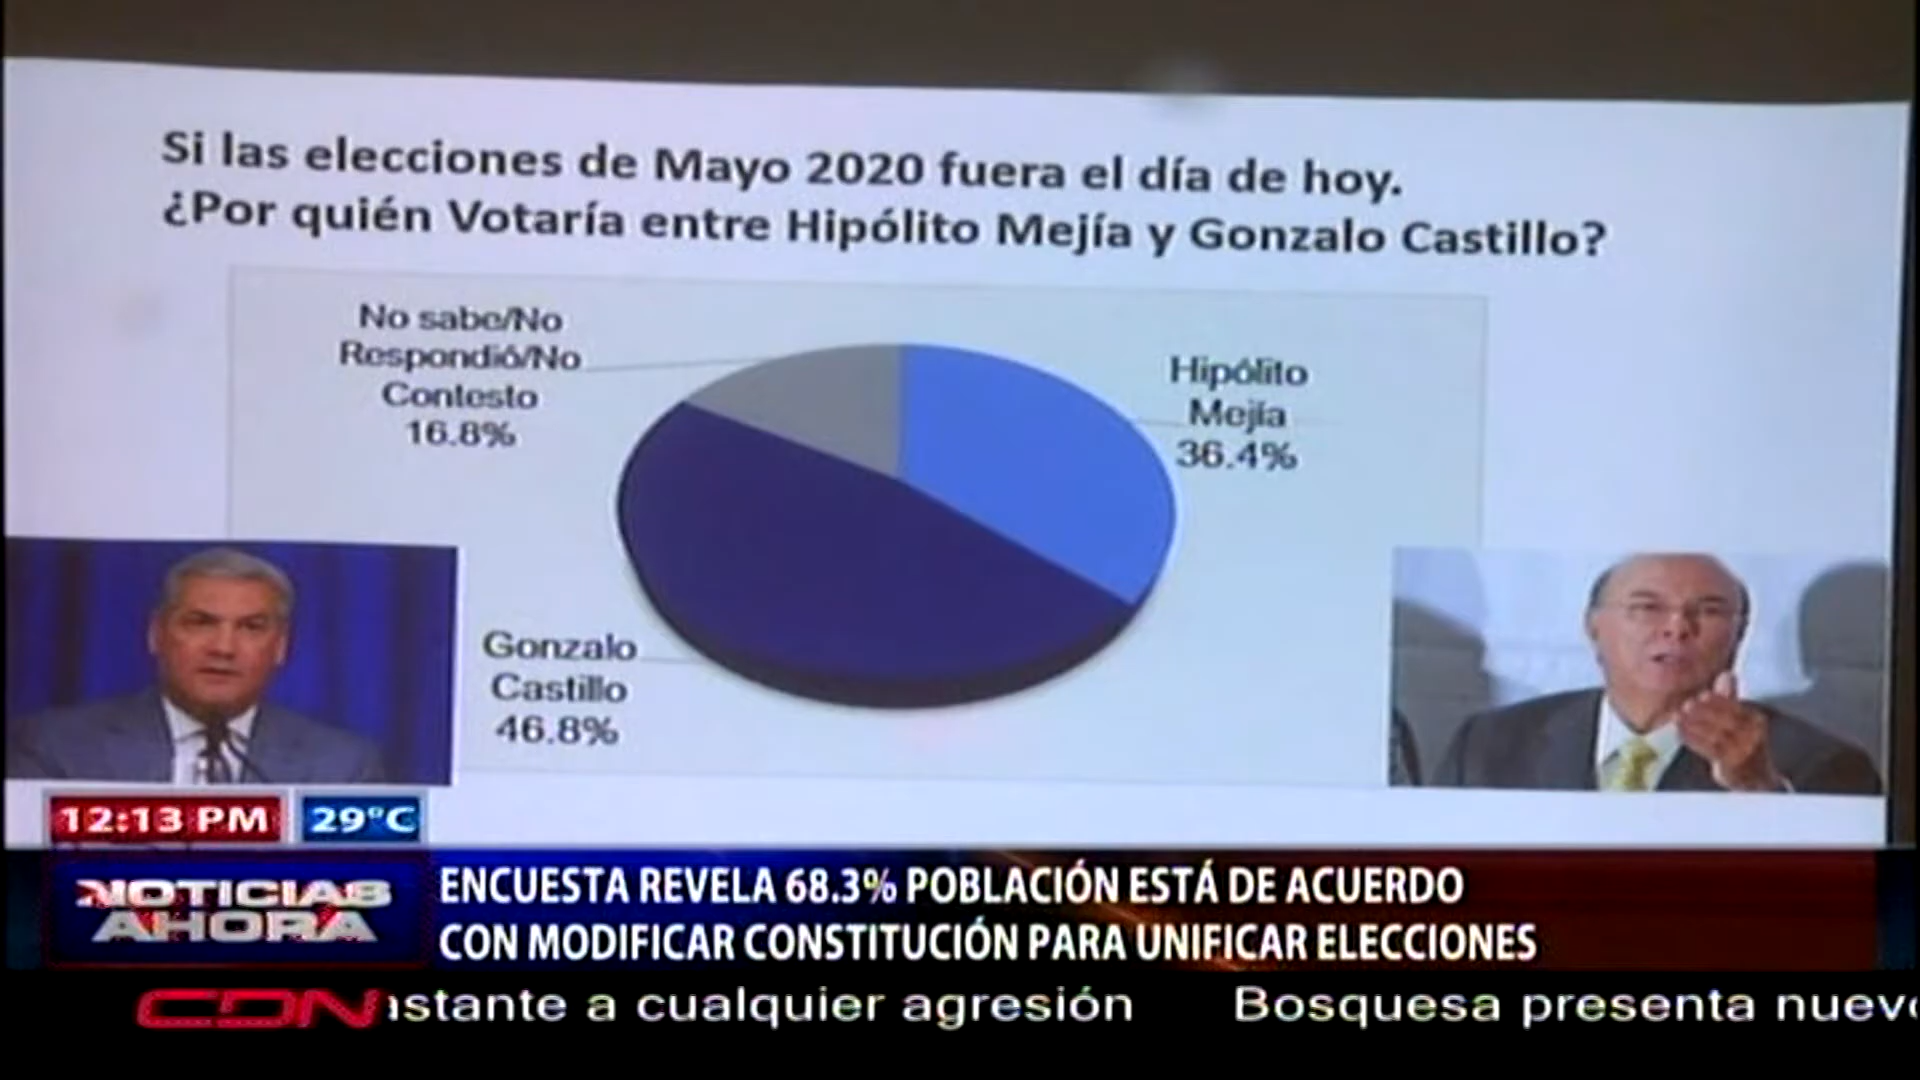 Si las elecciones de Mayo 2020 fuera el día de hoy.
¿Por quién Votaría entre Hipólito Mejía y Gonzalo Castillo?
No sabe/No
Respondió/No
Contesto
16.8%
Hipólito
Mejía
36.4%
Gonzalo
Castillo
46.8%
12:13 PM 29°C
NOTICIAS
AHORA
ENCUESTA REVELA 68.3% POBLACIÓN ESTÁ DE ACUERDO
CON MODIFICAR CONSTITUCIÓN PARA UNIFICAR ELECCIONES
CDN astante a cualquier agresión Bosquesa presenta nuevo